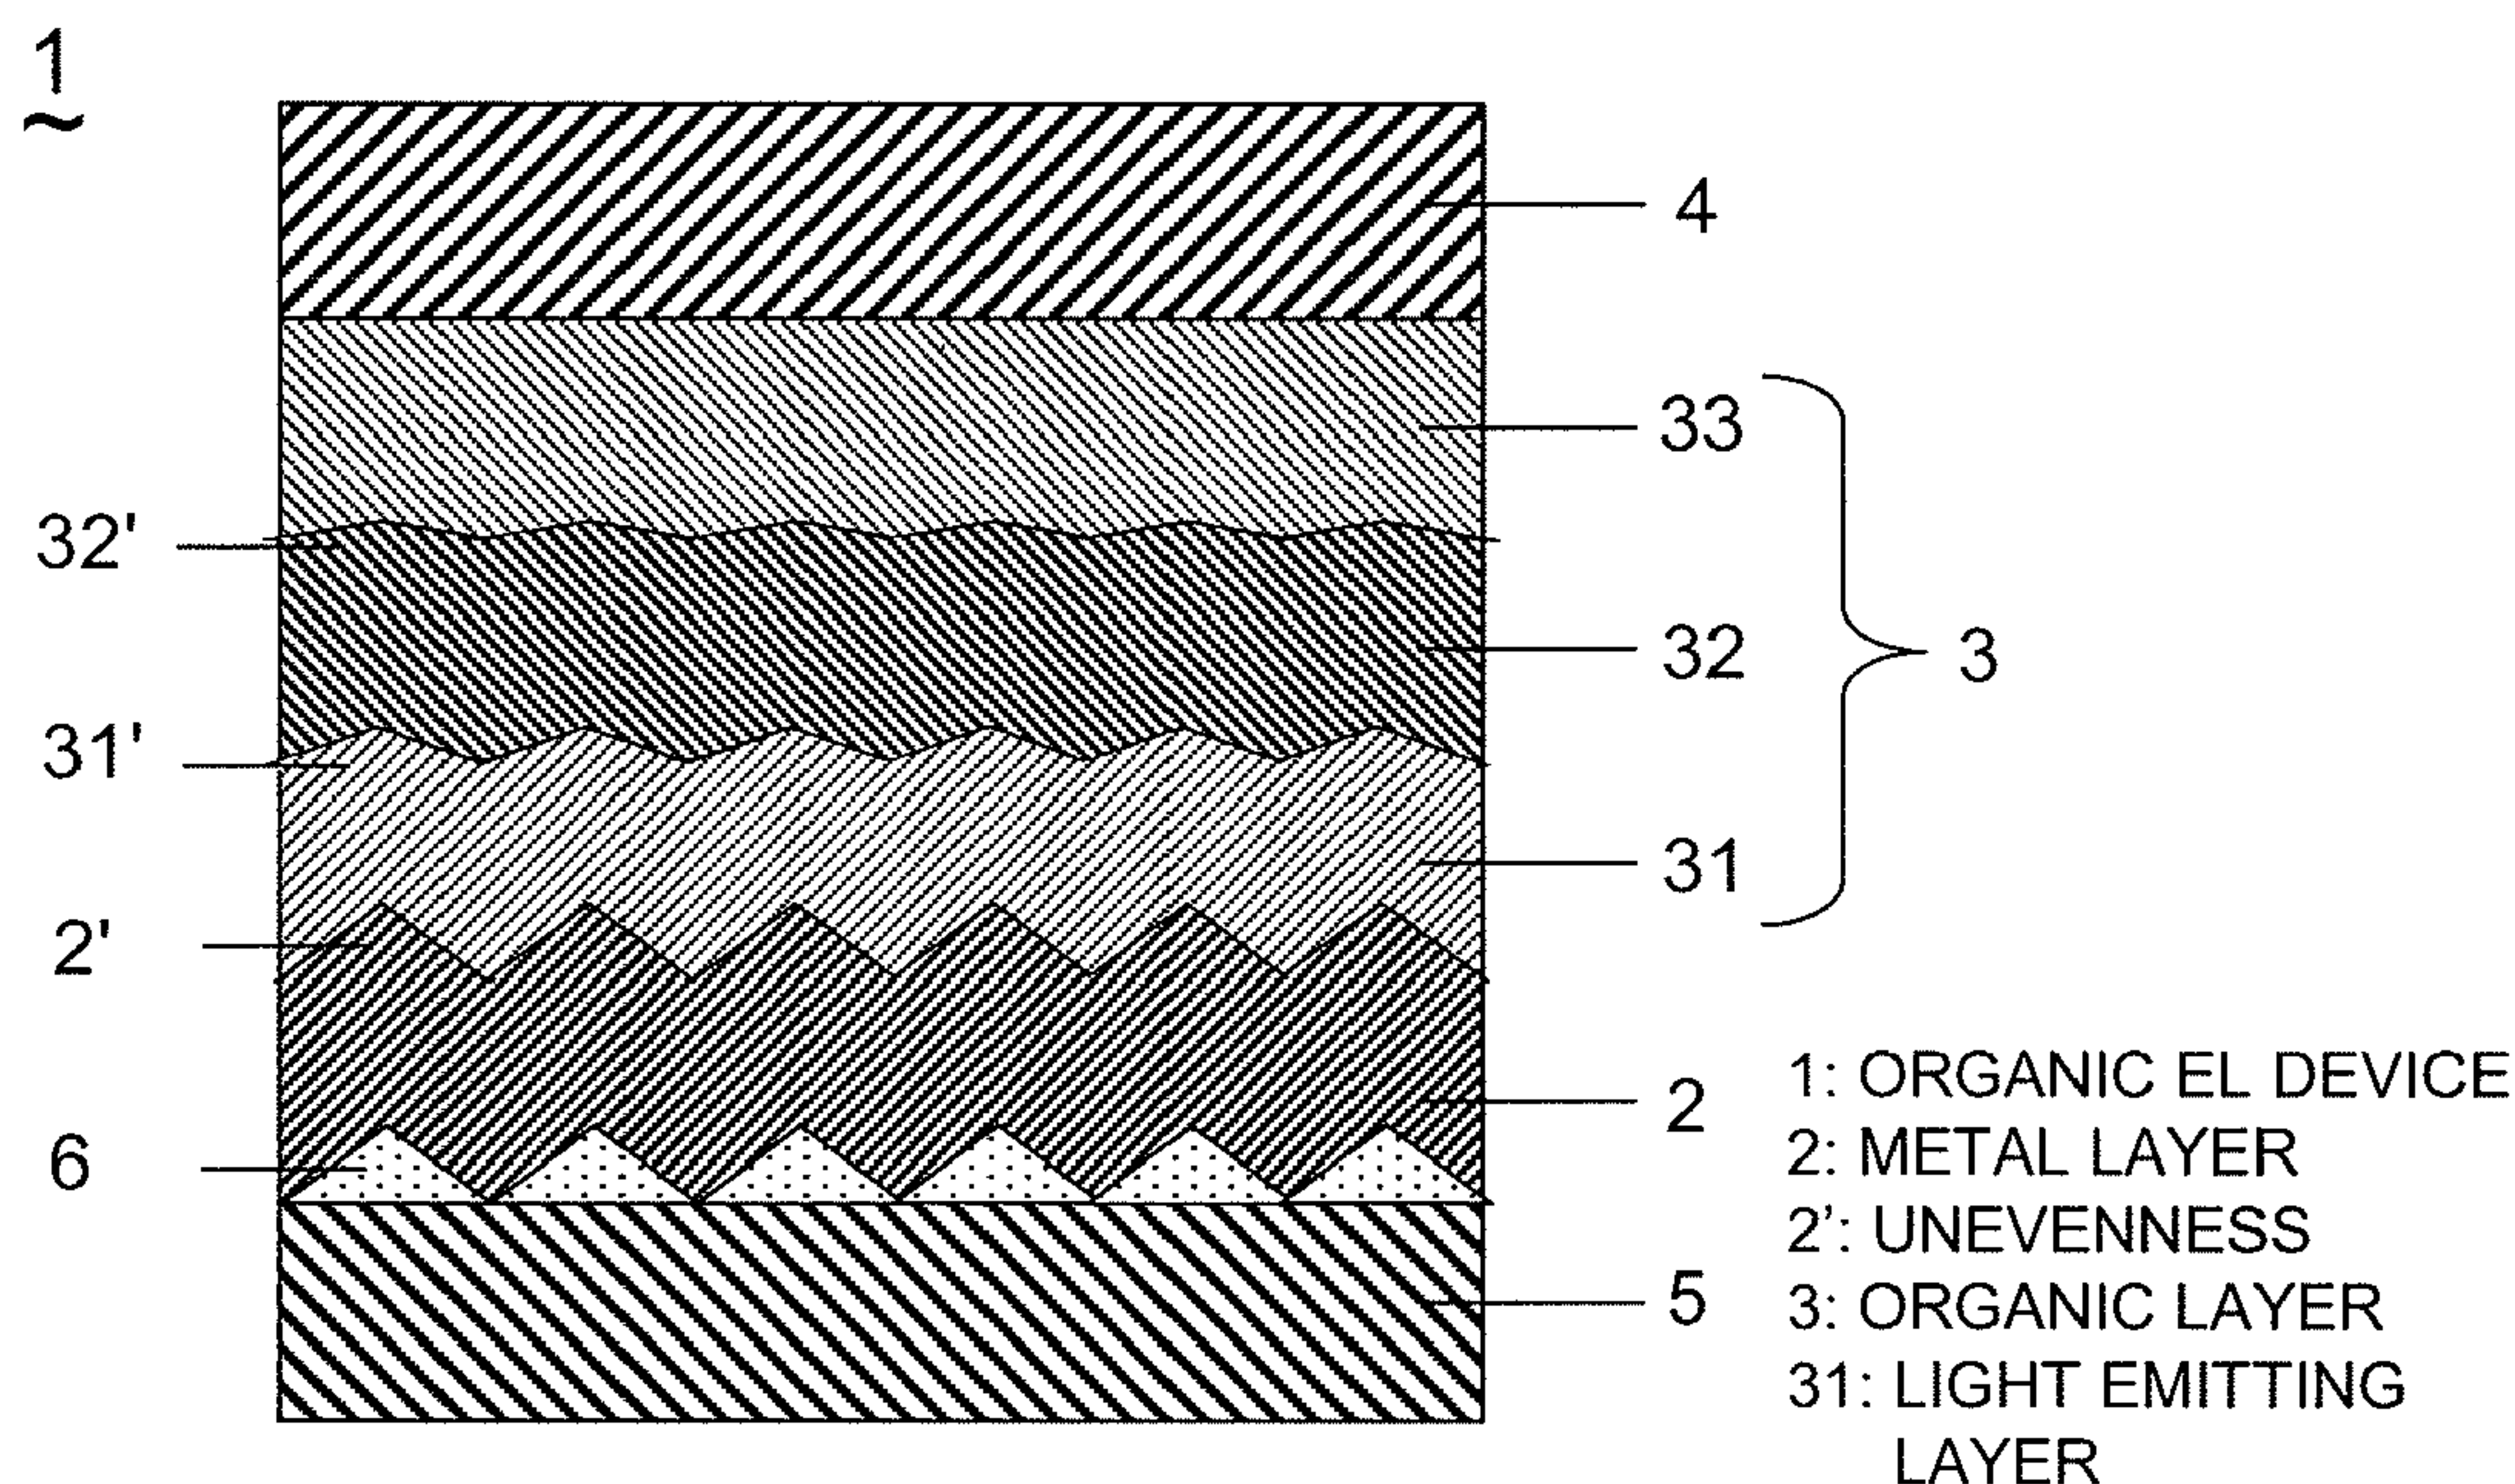 1
~
4
33
32'
32
3
31'
31
2'
2
6
5
1: ORGANIC EL DEVICE
2: METAL LAYER
2': UNEVENNESS
3: ORGANIC LAYER
31: LIGHT EMITTING
LAYER